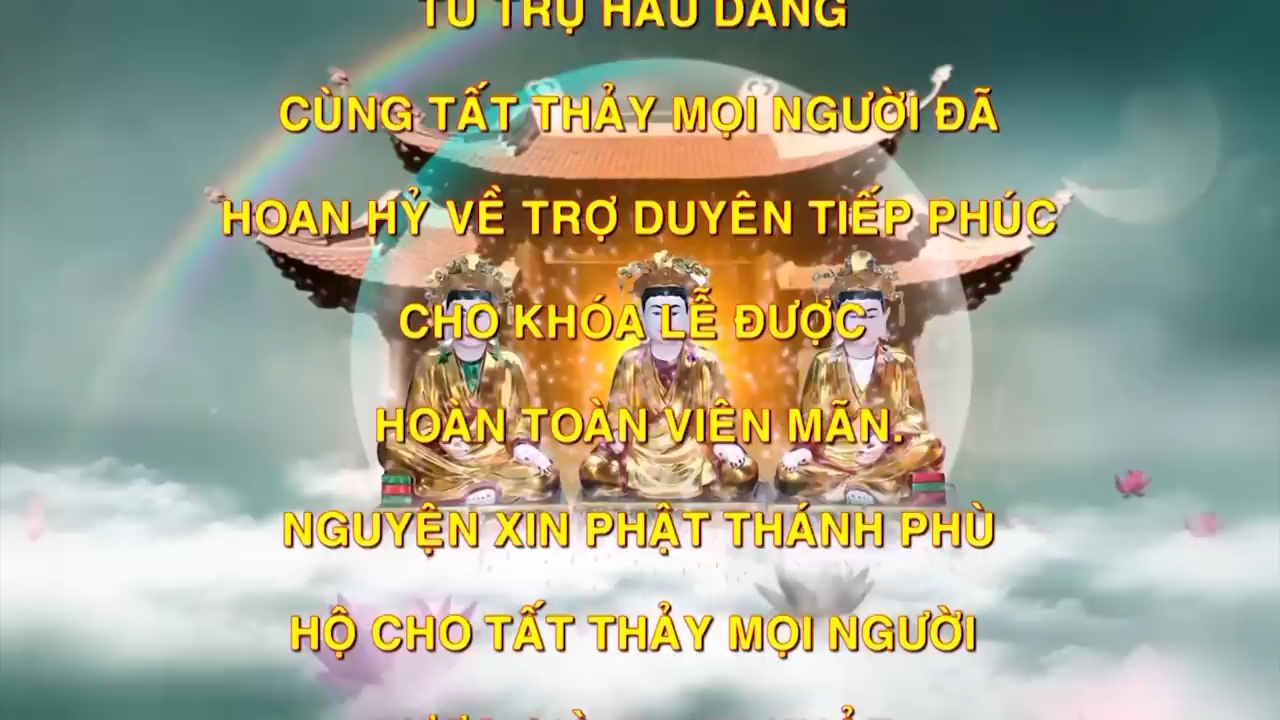 TỨ TRỤ HẦU DÂNG
CÙNG TẤT THẢY MỌI NGƯỜI ĐÃ
HOAN HỶ VỀ TRỢ DUYÊN TIẾP PHÚC
CHO KHÓA LỄ ĐƯỢC
HOÀN TOÀN VIÊN MÃN.
NGUYỆN XIN PHẬT THÁNH PHÙ
HỘ CHO TẤT THẢY MỌI NGƯỜI